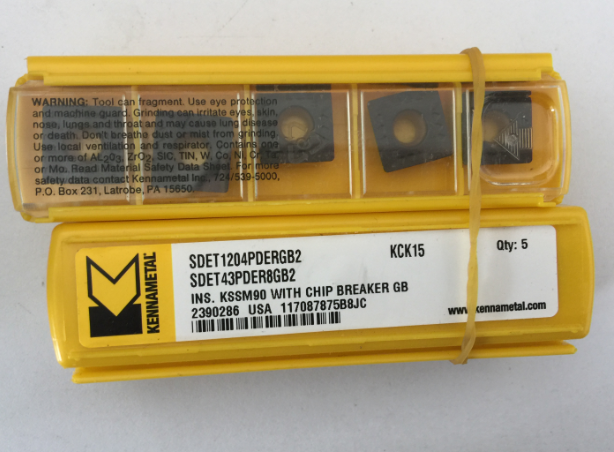 WARNING: Tool can fragment. Use eye protection
and machine guard. Grinding can irritate eyes, skin,
nose, lungs and throat and may cause lung disease
or death. Don't breathe dust or mist from grinding.
Use local ventilation and respirator. Contains one
or more of AL2O3, ZrO2, SIC, TIN, W, Co, Ni, Cr, Ta,
or Mo. Read Material Safety Data Sheet. For more
safety data contact Kennametal Inc., 724/539-5000,
P.O. Box 231, Latrobe, PA 15650.
KENNAMETAL
SDET1204PDERGB2 KCK15 Qty: 5
SDET43PDER8GB2
INS. KSSM90 WITH CHIP BREAKER GB
2390286 USA 117087875B8JC
www.kennametal.com